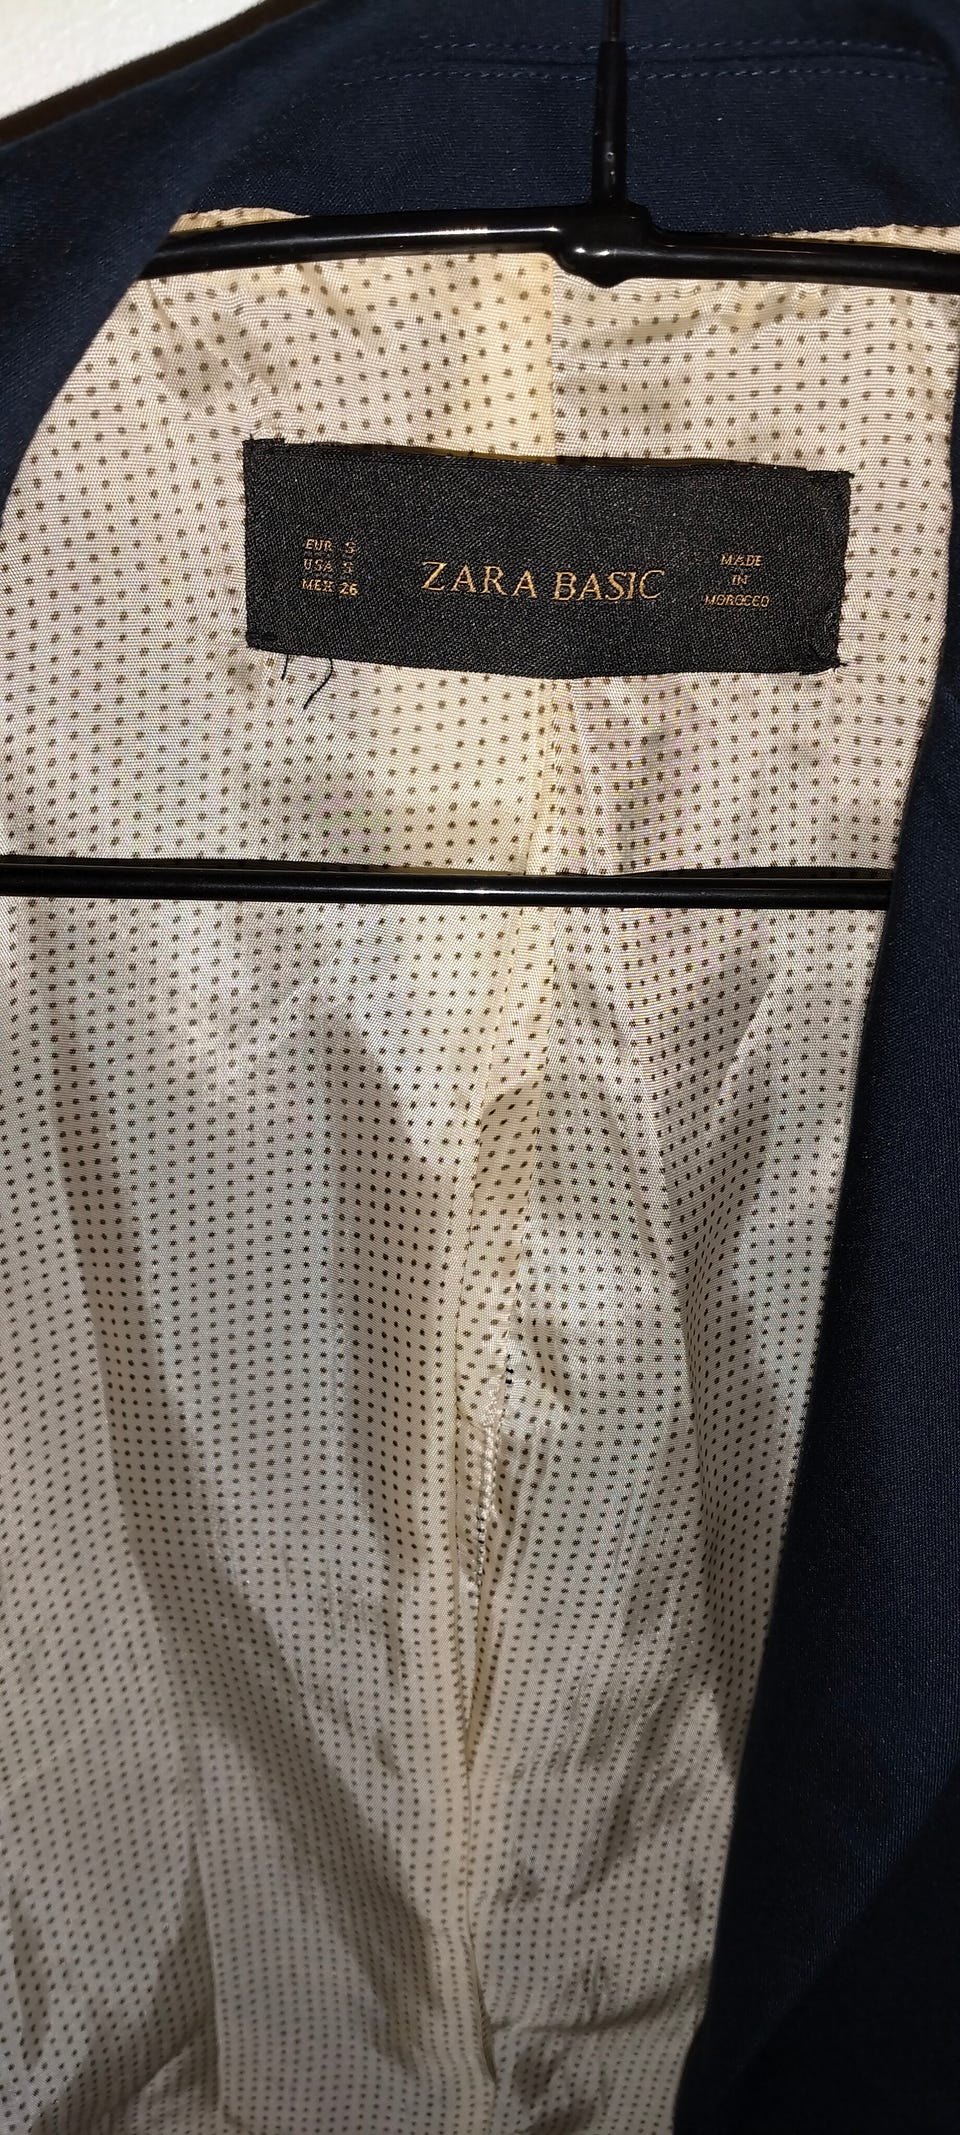 EUR S
USA S
MEX 26
ZARA BASIC
MADE
IN
MOROCCO